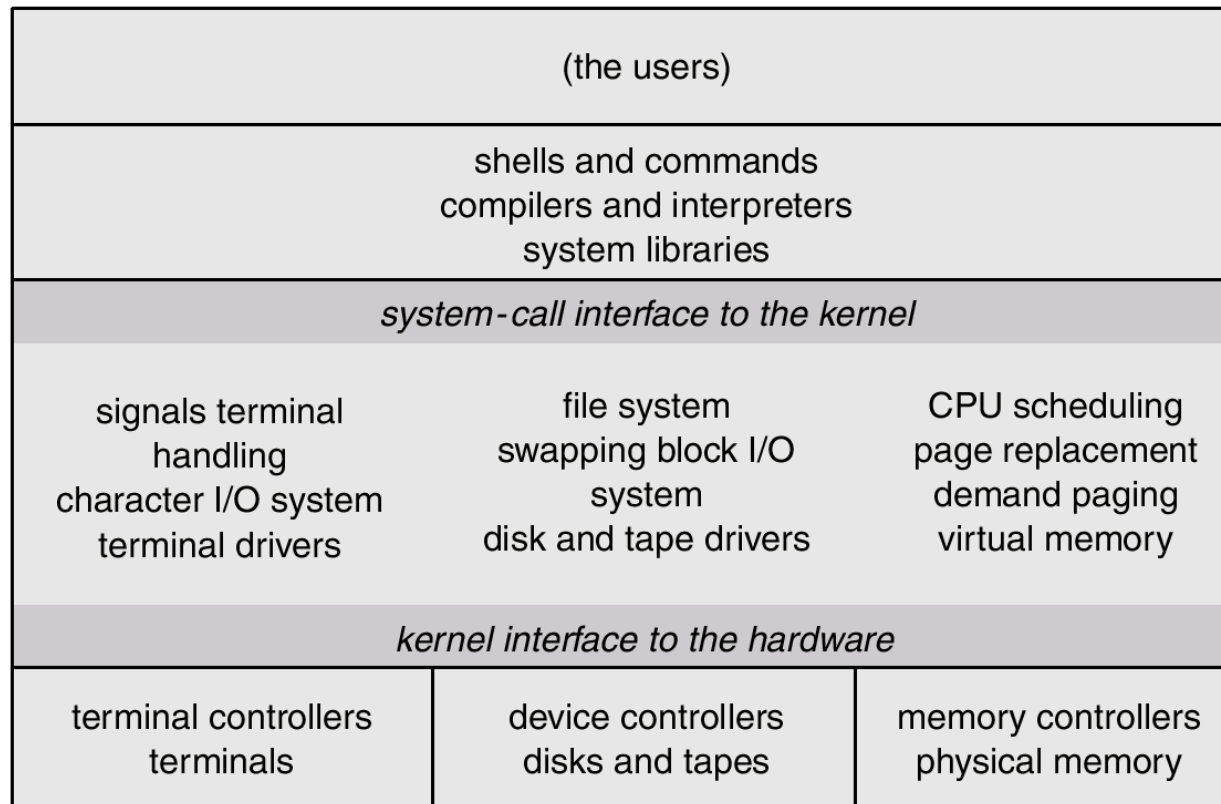 (the users)
shells and commands
compilers and interpreters
system libraries
system-call interface to the kernel
signals terminal
handling
character I/O system
terminal drivers
file system
swapping block I/O
system
disk and tape drivers
CPU scheduling
page replacement
demand paging
virtual memory
kernel interface to the hardware
terminal controllers
terminals
device controllers
disks and tapes
memory controllers
physical memory